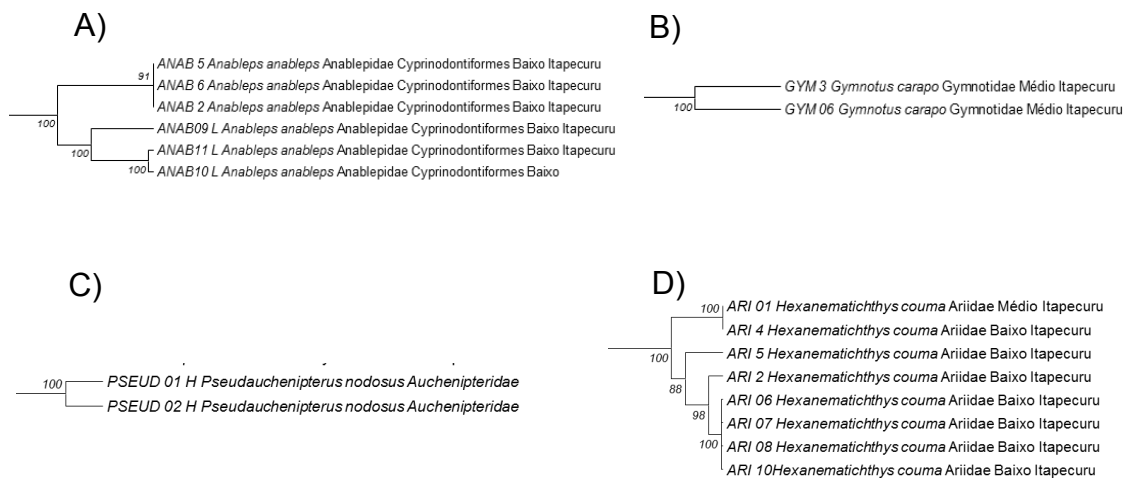 A)
91
ANAB 5 Anableps anableps Anablepidae Cyprinodontiformes Baixo Itapecuru
ANAB 6 Anableps anableps Anablepidae Cyprinodontiformes Baixo Itapecuru
ANAB 2 Anableps anableps Anablepidae Cyprinodontiformes Baixo Itapecuru
100
ANAB09 L Anableps anableps Anablepidae Cyprinodontiformes Baixo Itapecuru
100
ANAB11 L Anableps anableps Anablepidae Cyprinodontiformes Baixo Itapecuru
100
ANAB10 L Anableps anableps Anablepidae Cyprinodontiformes Baixo
B)
GYM 3 Gymnotus carapo Gymnotidae Médio Itapecuru
100
GYM 06 Gymnotus carapo Gymnotidae Médio Itapecuru
C)
100
PSEUD 01 H Pseudauchenipterus nodosus Auchenipteridae
PSEUD 02 H Pseudauchenipterus nodosus Auchenipteridae
D)
100
ARI 01 Hexanematichthys couma Ariidae Médio Itapecuru
ARI 4 Hexanematichthys couma Ariidae Baixo Itapecuru
100
ARI 5 Hexanematichthys couma Ariidae Baixo Itapecuru
88
ARI 2 Hexanematichthys couma Ariidae Baixo Itapecuru
98
ARI 06 Hexanematichthys couma Ariidae Baixo Itapecuru
ARI 07 Hexanematichthys couma Ariidae Baixo Itapecuru
100
ARI 08 Hexanematichthys couma Ariidae Baixo Itapecuru
ARI 10Hexanematichthys couma Ariidae Baixo Itapecuru